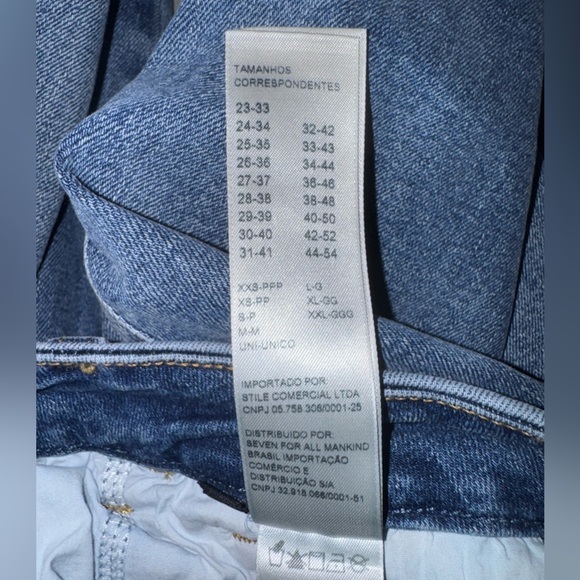 TAMANHOS
CORRESPONDENTES
23-33
24-34 32-42
25-35 33-43
26-36 34-44
27-37 36-46
28-38 38-48
29-39 40-50
30-40 42-52
31-41 44-54
XXS-PPP L-G
XS-PP XL-GG
S-P XXL-GGG
M-M
UNI-UNICO
IMPORTADO POR:
STILE COMERCIAL LTDA
CNPJ 05.758.306/0001-25
DISTRIBUIDO POR:
SEVEN FOR ALL MANKIND
BRASIL IMPORTAÇÃO
COMÉRCIO E
DISTRIBUIÇÃO S/A
CNPJ 32.916.066/0001-51